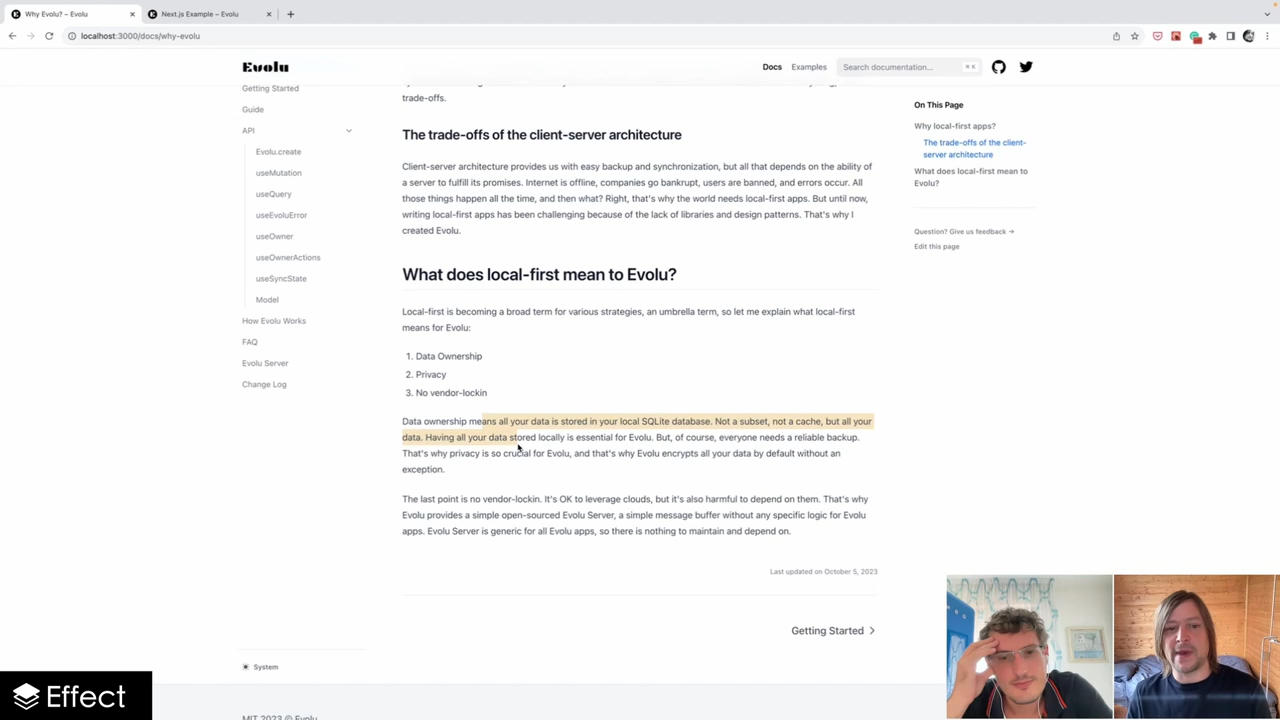 Why Evolu? – Evolu
Next.js Example – Evolu
localhost:3000/docs/why-evolu
Evolu
Docs
Examples
Search documentation...
⌘ K
Getting Started
Guide
API
Evolu.create
useMutation
useQuery
useEvoluError
useOwner
useOwnerActions
useSyncState
Model
How Evolu Works
FAQ
Evolu Server
Change Log
System
trade-offs.
The trade-offs of the client-server architecture
Client-server architecture provides us with easy backup and synchronization, but all that depends on the ability
of a server to fulfill its promises. Internet is offline, companies go bankrupt, users are banned, and errors occur. All
those things happen all the time, and then what? Right, that's why the world needs local-first apps. But until now,
writing local-first apps has been challenging because of the lack of libraries and design patterns. That's why I
created Evolu.
What does local-first mean to Evolu?
Local-first is becoming a broad term for various strategies, an umbrella term, so let me explain what local-first
means for Evolu:
1. Data Ownership
2. Privacy
3. No vendor-lockin
Data ownership means all your data is stored in your local SQLite database. Not a subset, not a cache, but all your
data. Having all your data stored locally is essential for Evolu. But, of course, everyone needs a reliable backup.
That's why privacy is so crucial for Evolu, and that's why Evolu encrypts all your data by default without an
exception.
The last point is no vendor-lockin. It's OK to leverage clouds, but it's also harmful to depend on them. That's why
Evolu provides a simple open-sourced Evolu Server, a simple message buffer without any specific logic for Evolu
apps. Evolu Server is generic for all Evolu apps, so there is nothing to maintain and depend on.
Last updated on October 5, 2023
Getting Started
On This Page
Why local-first apps?
The trade-offs of the client-
server architecture
What does local-first mean to
Evolu?
Question? Give us feedback →
Edit this page
MIT 2023 © Evolu
Effect